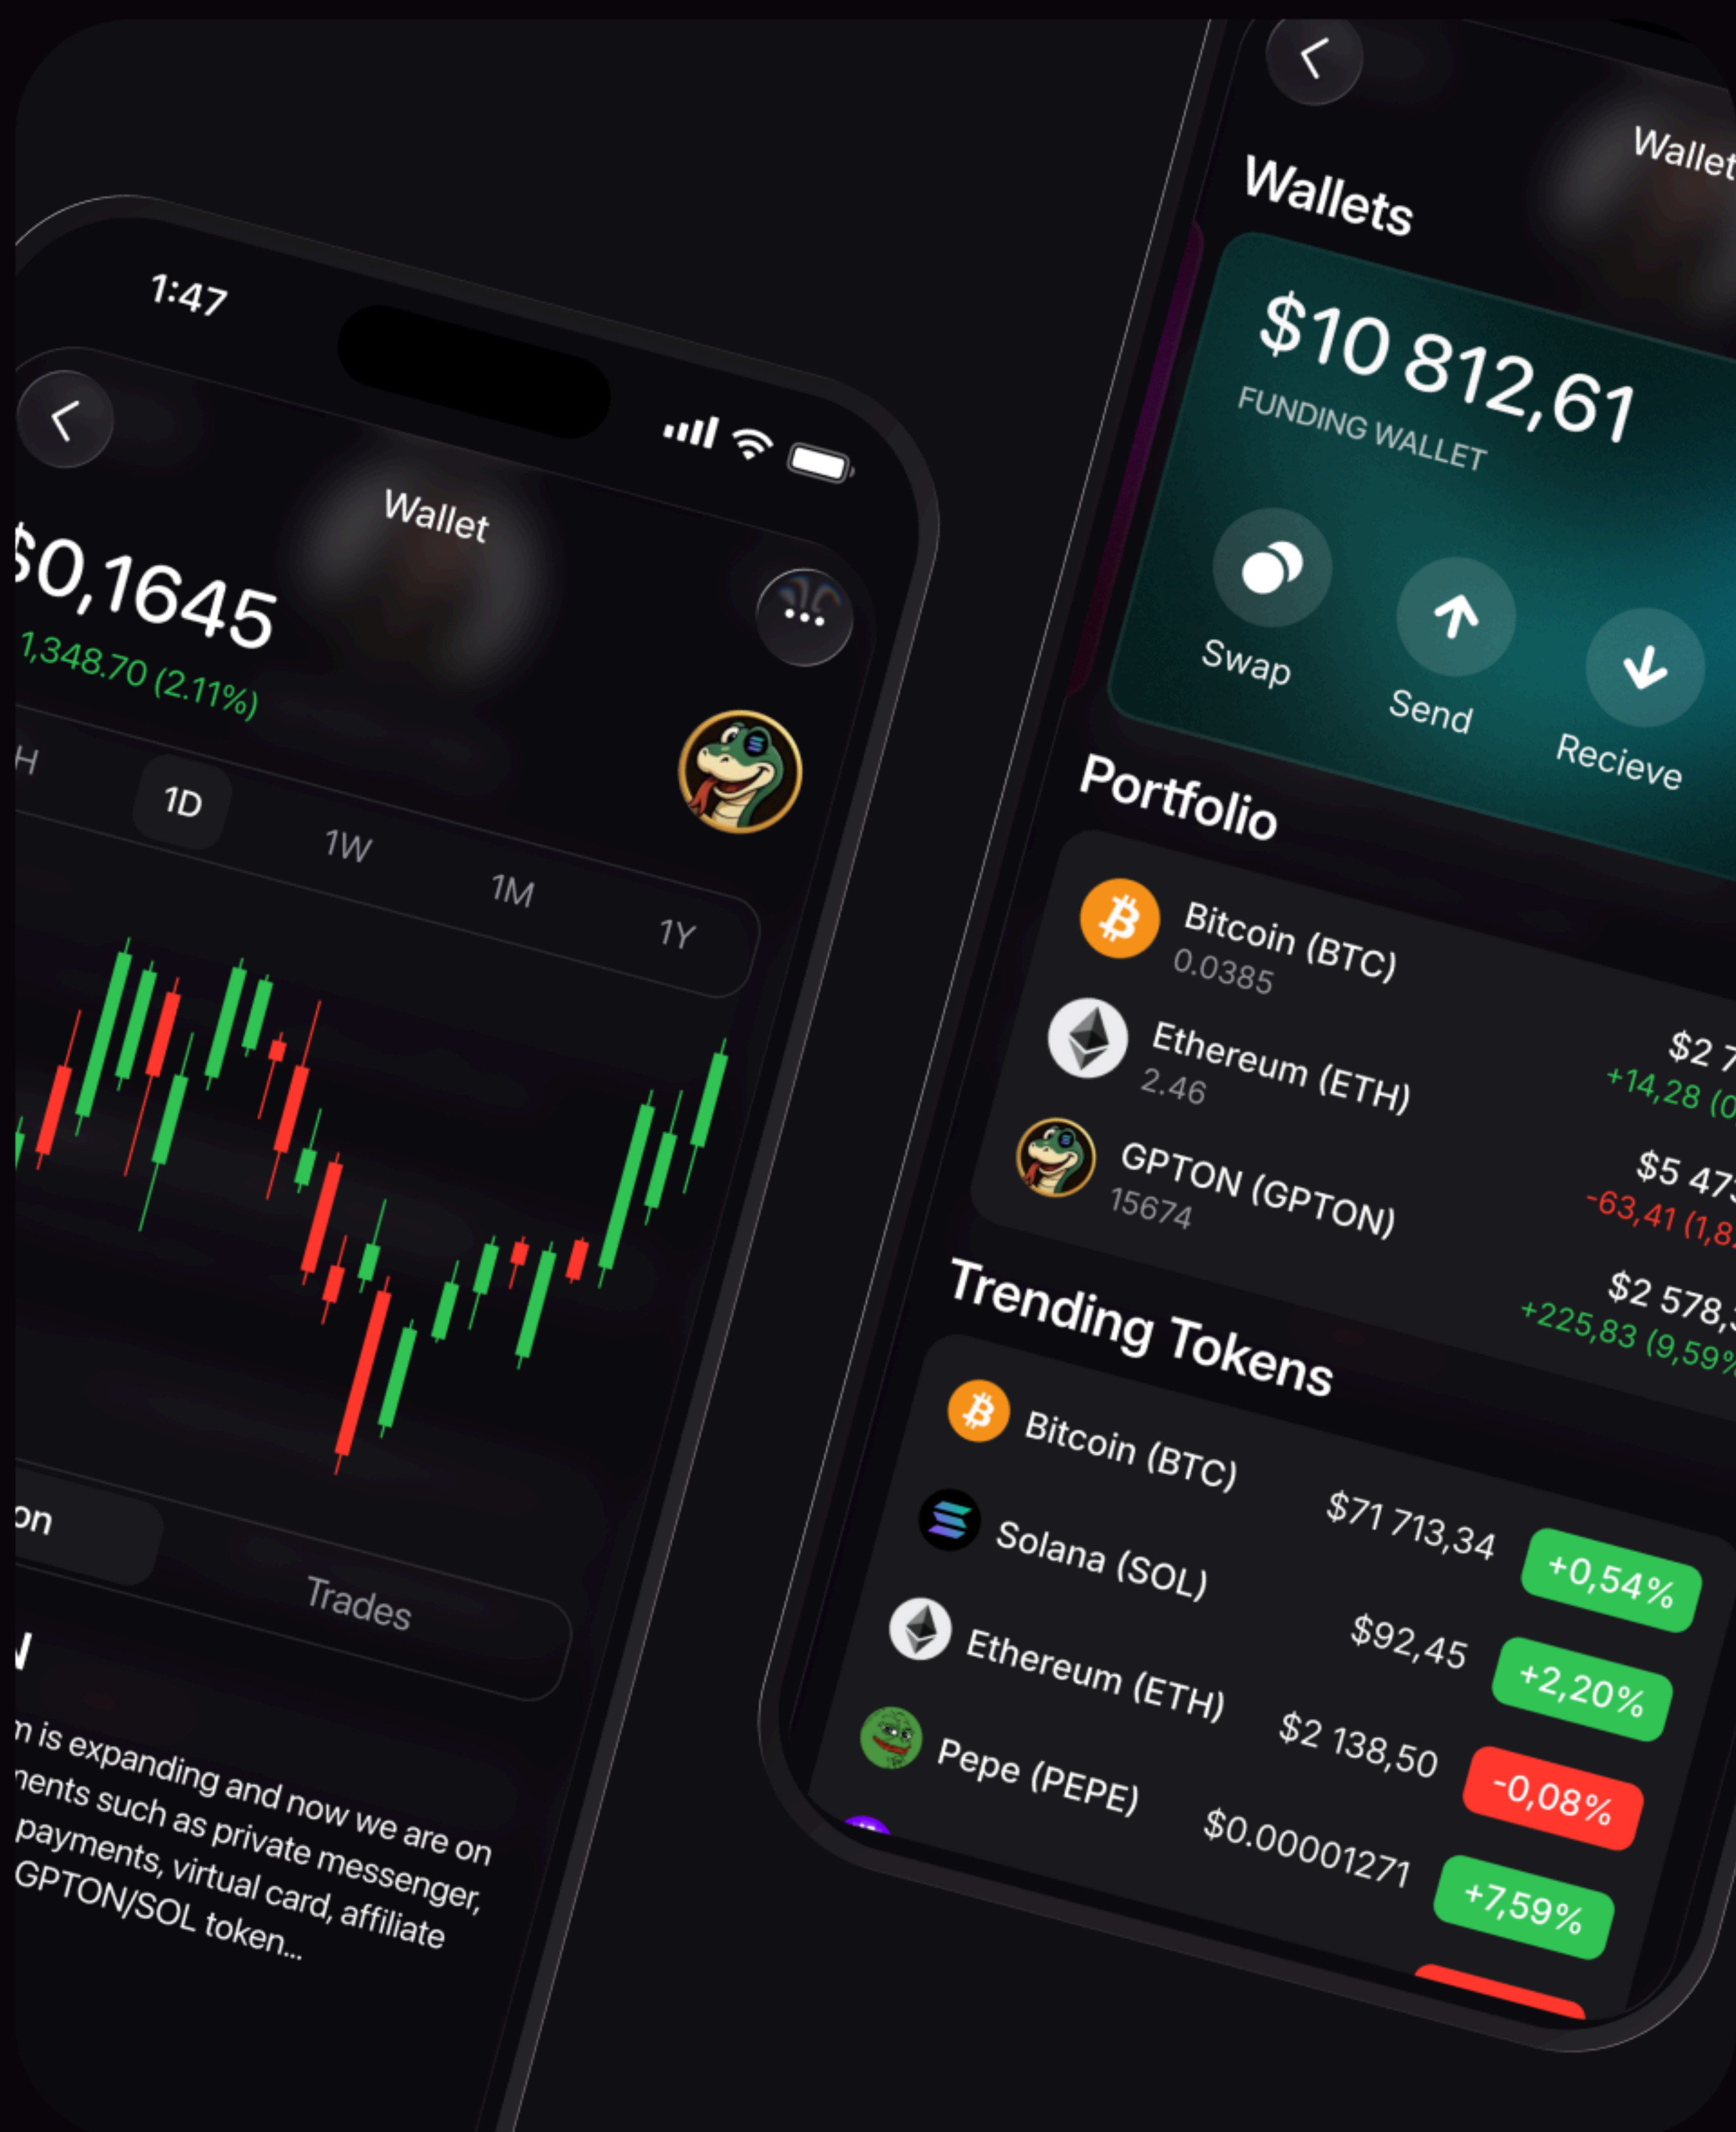 1:47
Wallet
$0,1645
1,348.70 (2.11%)
1D
1W
1M
1Y
Trades
is expanding and now we are on
such as private messenger,
payments, virtual card, affiliate
GPTON/SOL token...
Wallets
$10 812,61
FUNDING WALLET
Swap
Send
Recieve
Portfolio
Bitcoin (BTC)
0.0385
+14,28
Ethereum (ETH)
2.46
-63,41
GPTON (GPTON)
15674
+225,83 (9,59%
Trending Tokens
Bitcoin (BTC)
$71 713,34
+0,54%
Solana (SOL)
$92,45
+2,20%
Ethereum (ETH)
$2 138,50
-0,08%
Pepe (PEPE)
$0.00001271
+7,59%